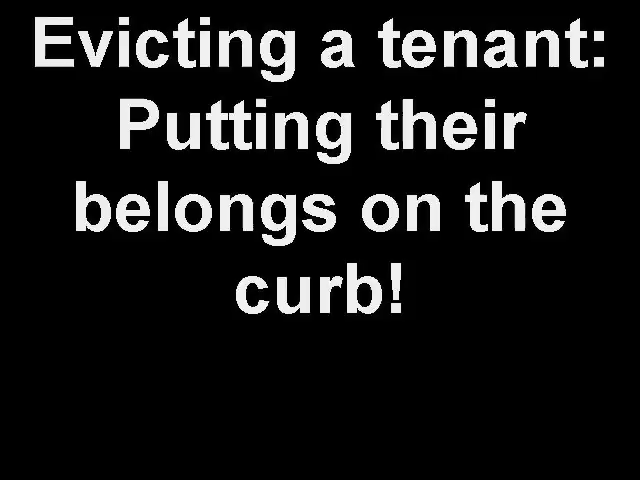 Evicting a tenant:
Putting their
belongs on the
curb!